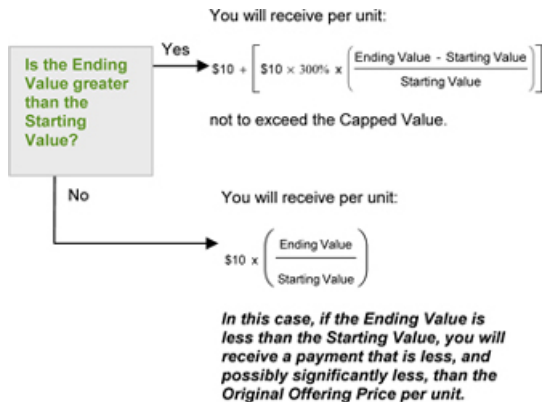 You will receive per unit:
Is the Ending
Value greater
than the
Starting
Value?
Yes
$10 + [ $10 × 300% x ( Ending Value - Starting Value
Starting Value ) ]
not to exceed the Capped Value.
No
You will receive per unit:
$10 x ( Ending Value
Starting Value )
In this case, if the Ending Value is
less than the Starting Value, you will
receive a payment that is less, and
possibly significantly less, than the
Original Offering Price per unit.